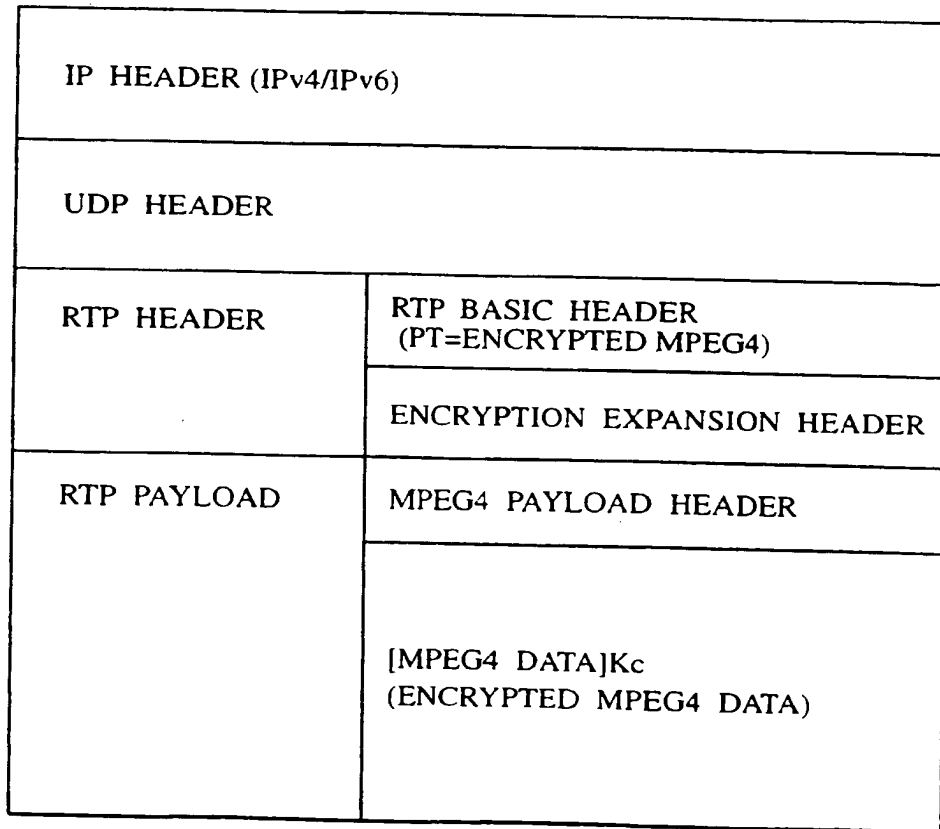 IP HEADER (IPv4/IPv6)
UDP HEADER
RTP HEADER
RTP BASIC HEADER
(PT=ENCRYPTED MPEG4)
ENCRYPTION EXPANSION HEADER
RTP PAYLOAD
MPEG4 PAYLOAD HEADER
[MPEG4 DATA]Kc
(ENCRYPTED MPEG4 DATA)